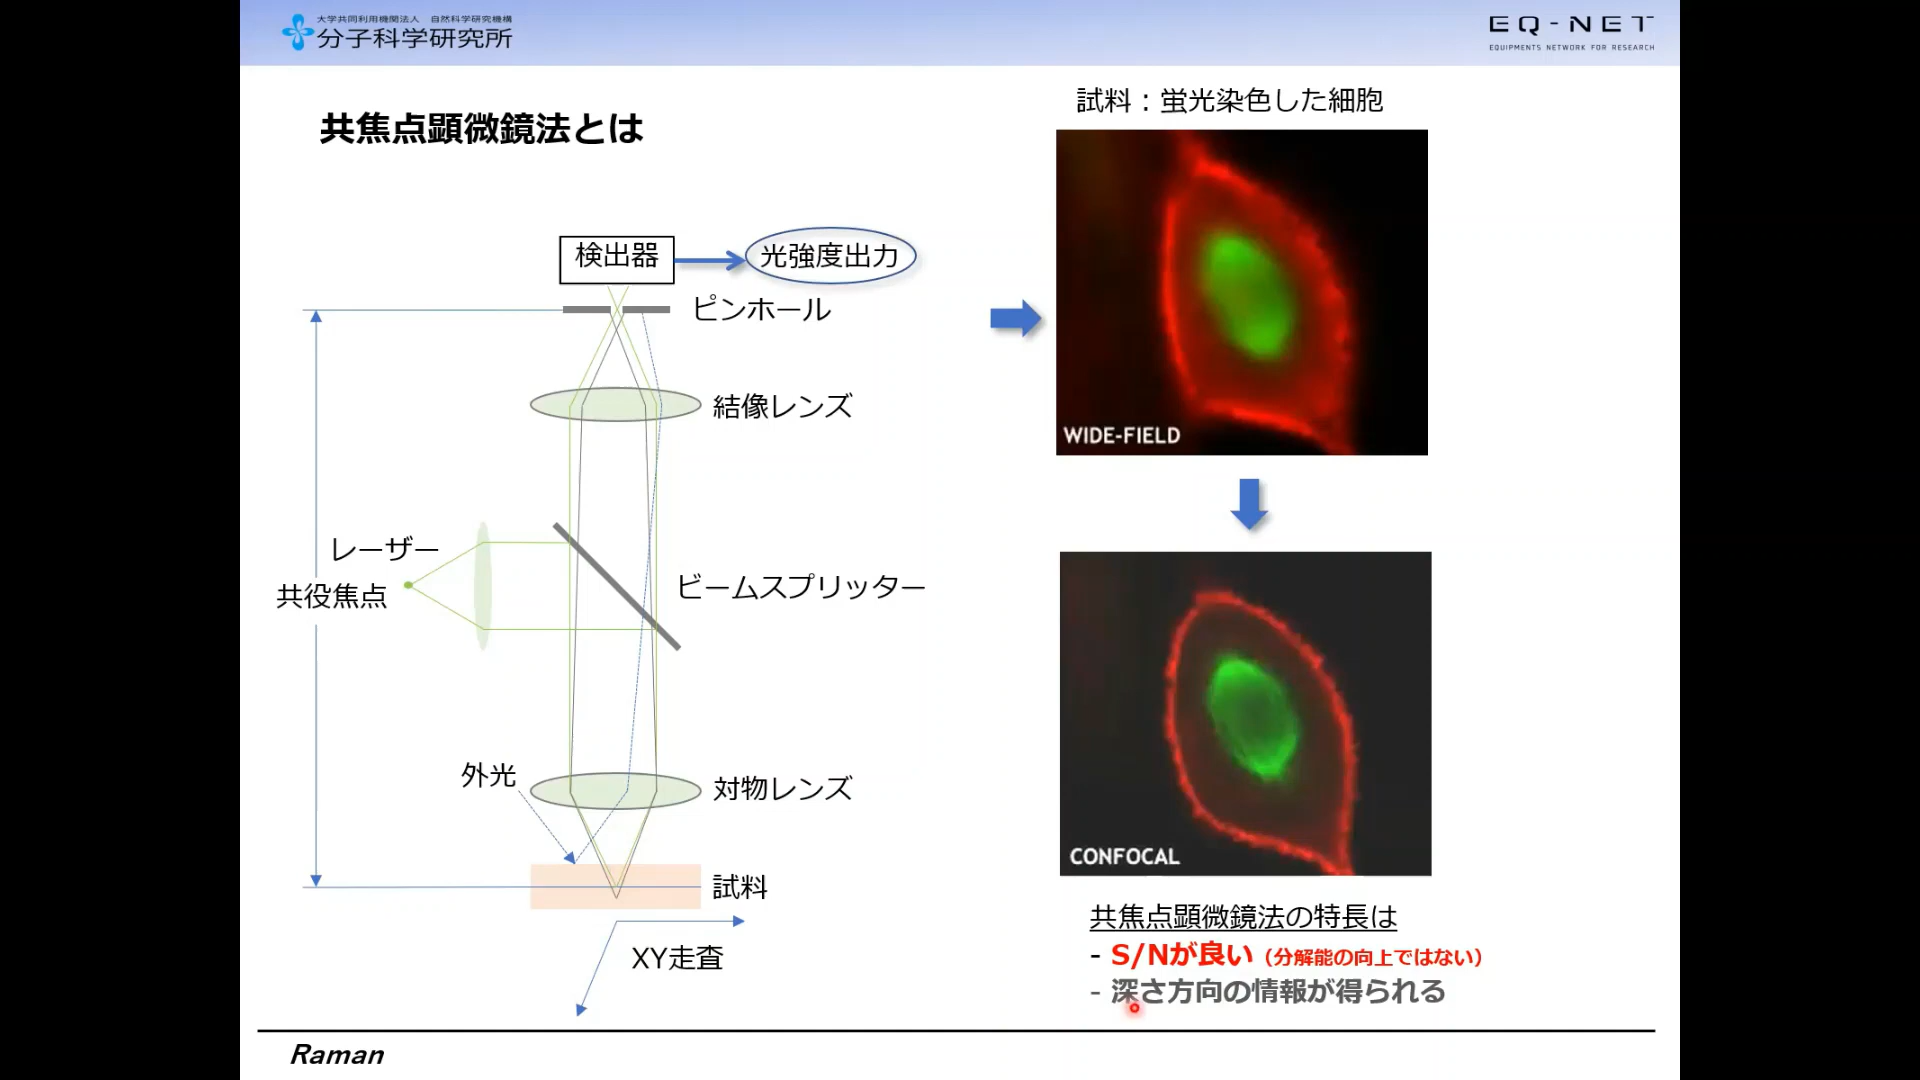 大学共同利用機関法人 自然科学研究機構
分子科学研究所
EQ-NET
EQUIPMENTS NETWORK FOR RESEARCH
共焦点顕微鏡法とは
検出器
光強度出力
ピンホール
結像レンズ
レーザー
共役焦点
ビームスプリッター
外光
対物レンズ
試料
XY走査
試料：蛍光染色した細胞
WIDE-FIELD
CONFOCAL
共焦点顕微鏡法の特長は
- S/Nが良い（分解能の向上ではない）
- 深さ方向の情報が得られる
Raman